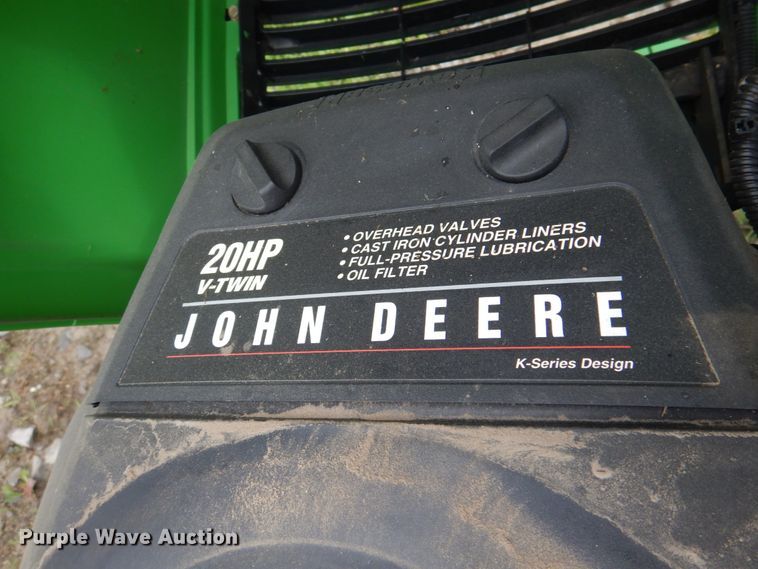 20HP
V-TWIN
• OVERHEAD VALVES
• CAST IRON CYLINDER LINERS
• FULL-PRESSURE LUBRICATION
• OIL FILTER
JOHN DEERE
K-Series Design
Purple Wave Auction